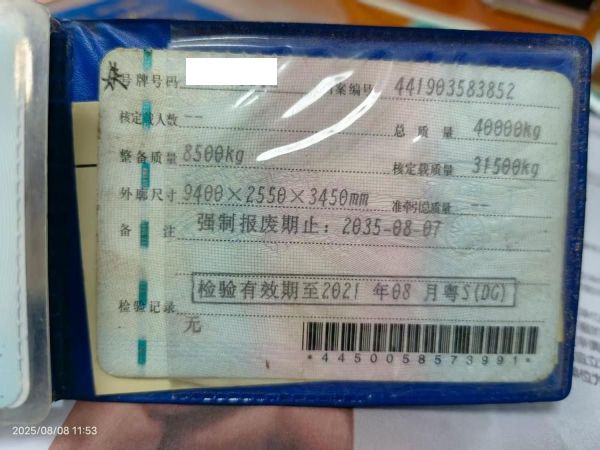 号牌号码 档案编号 441903583852
核定载人数 -- 总质量 40000kg
整备质量 8500kg 核定载质量 31500kg
外廓尺寸 9400×2550×3450mm 准牵引总质量 --
备注 强制报废期止：2035-08-07
检验有效期至2021 年08 月粤S(DG)
检验记录
无
*4450058573991*
2025/08/08 11:53